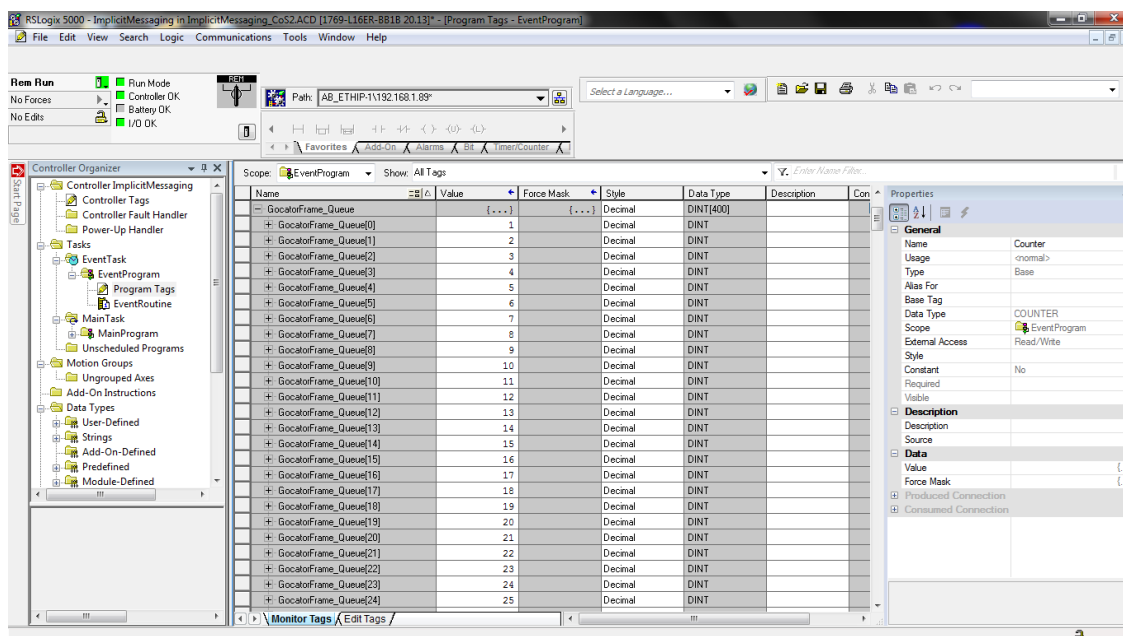 RSLogix 5000 - ImplicitMessaging in ImplicitMessaging_CoS2.ACD [1769-L16ER-BB1B 20.13]* - [Program Tags - EventProgram]
File Edit View Search Logic Communications Tools Window Help
Rem Run
No Forces
No Edits
Run Mode
Controller OK
Battery OK
I/O OK
REM
Path: AB_ETHIP-1\192.168.1.89*
Select a Language...
Favorites Add-On Alarms Bit Timer/Counter
Start Page
Controller Organizer
Controller ImplicitMessaging
Controller Tags
Controller Fault Handler
Power-Up Handler
Tasks
EventTask
EventProgram
Program Tags
EventRoutine
MainTask
MainProgram
Unscheduled Programs
Motion Groups
Ungrouped Axes
Add-On Instructions
Data Types
User-Defined
Strings
Add-On-Defined
Predefined
Module-Defined
Scope: EventProgram Show: All Tags
Enter Name Filter...
Name Value Force Mask Style Data Type Description Con
GocatorFrame_Queue {...} {...} Decimal DINT[400]
GocatorFrame_Queue[0] 1 Decimal DINT
GocatorFrame_Queue[1] 2 Decimal DINT
GocatorFrame_Queue[2] 3 Decimal DINT
GocatorFrame_Queue[3] 4 Decimal DINT
GocatorFrame_Queue[4] 5 Decimal DINT
GocatorFrame_Queue[5] 6 Decimal DINT
GocatorFrame_Queue[6] 7 Decimal DINT
GocatorFrame_Queue[7] 8 Decimal DINT
GocatorFrame_Queue[8] 9 Decimal DINT
GocatorFrame_Queue[9] 10 Decimal DINT
GocatorFrame_Queue[10] 11 Decimal DINT
GocatorFrame_Queue[11] 12 Decimal DINT
GocatorFrame_Queue[12] 13 Decimal DINT
GocatorFrame_Queue[13] 14 Decimal DINT
GocatorFrame_Queue[14] 15 Decimal DINT
GocatorFrame_Queue[15] 16 Decimal DINT
GocatorFrame_Queue[16] 17 Decimal DINT
GocatorFrame_Queue[17] 18 Decimal DINT
GocatorFrame_Queue[18] 19 Decimal DINT
GocatorFrame_Queue[19] 20 Decimal DINT
GocatorFrame_Queue[20] 21 Decimal DINT
GocatorFrame_Queue[21] 22 Decimal DINT
GocatorFrame_Queue[22] 23 Decimal DINT
GocatorFrame_Queue[23] 24 Decimal DINT
GocatorFrame_Queue[24] 25 Decimal DINT
Monitor Tags Edit Tags
Properties
General
Name Counter
Usage <normal>
Type Base
Alias For
Base Tag
Data Type COUNTER
Scope EventProgram
External Access Read/Write
Style
Constant No
Required
Visible
Description
Description
Source
Data
Value {.
Force Mask {.
Produced Connection
Consumed Connection